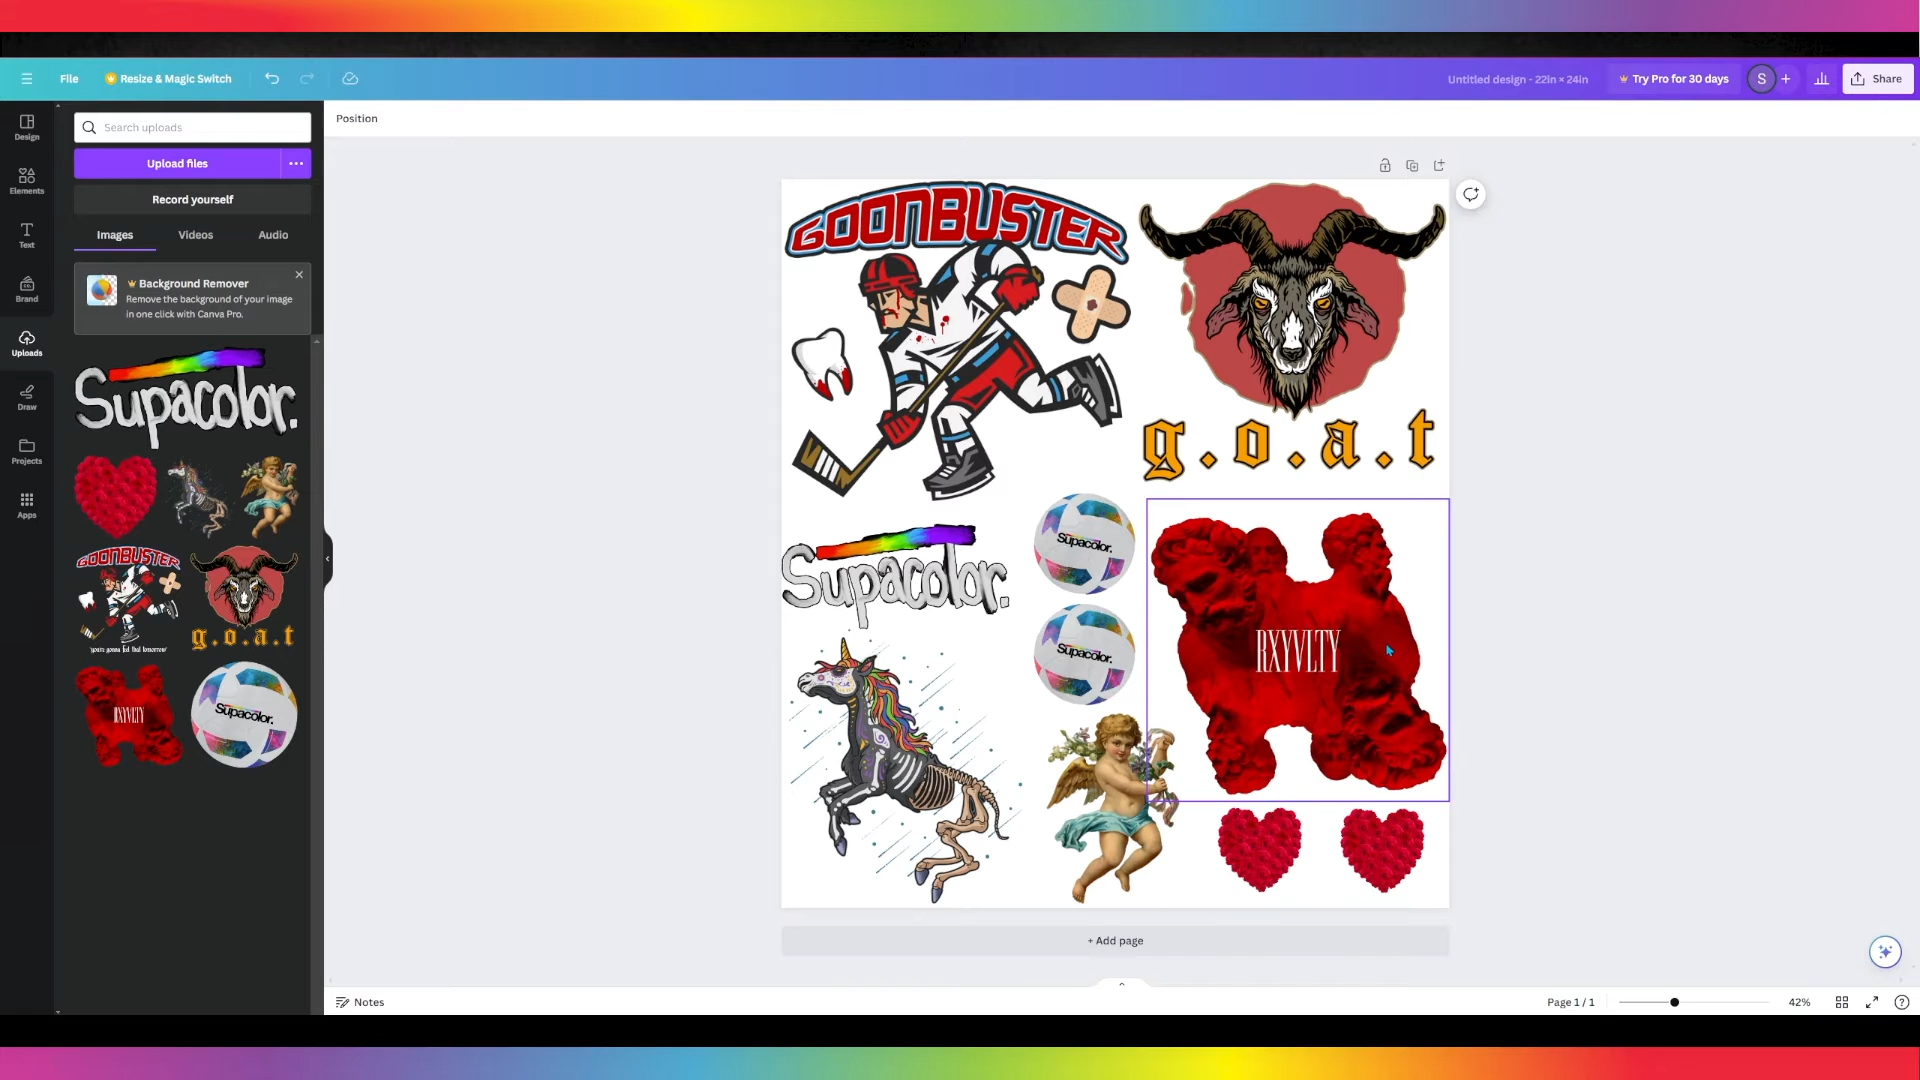 File
Resize & Magic Switch
Untitled design - 22in × 24in
Try Pro for 30 days
S
Share
Design
Elements
Text
Brand
Uploads
Draw
Projects
Apps
Search uploads
Upload files
Record yourself
Images
Videos
Audio
Background Remover
Remove the background of your image
in one click with Canva Pro.
Supacolor.
GOONBUSTER
g.o.a.t
RXYVLTY
Supacolor.
Position
GOONBUSTER
g.o.a.t
Supacolor.
Supacolor.
Supacolor.
RXYVLTY
+ Add page
Notes
Page 1 / 1
42%